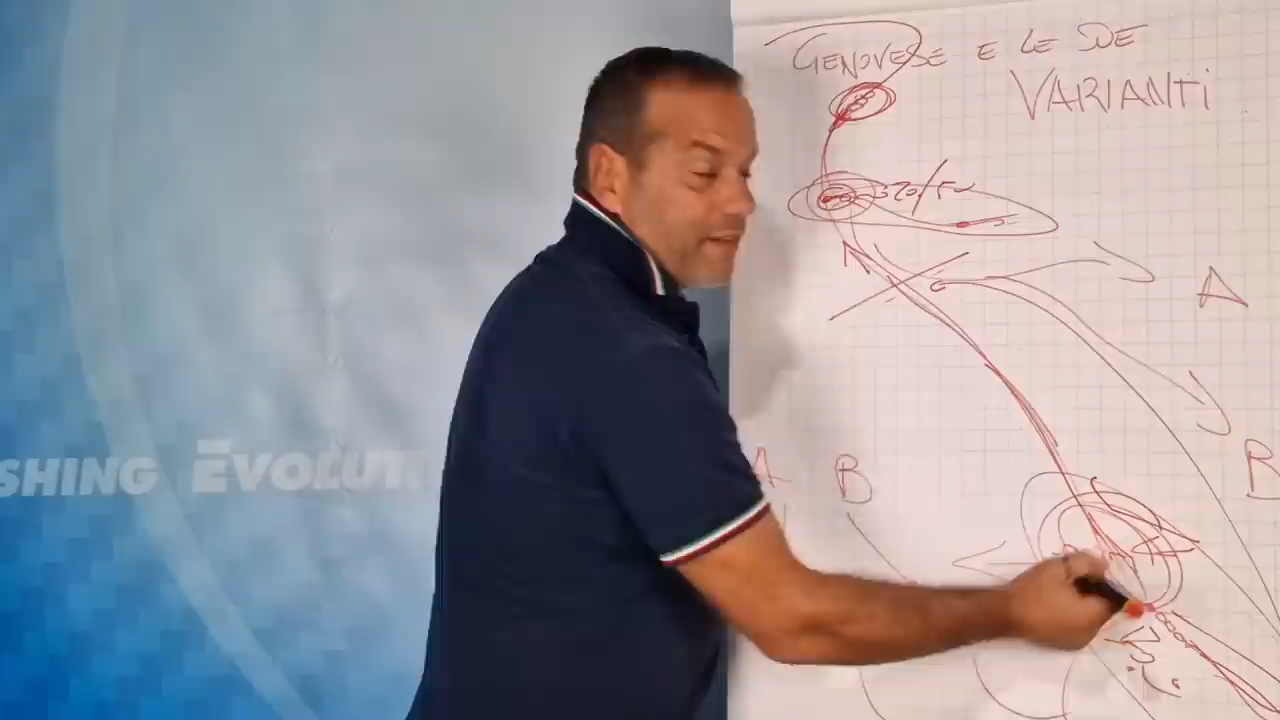 GENOVESE E LE SUE
VARIANTI
A
B
A B
SHING EVOLUT